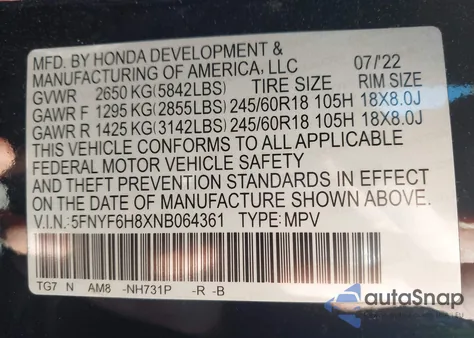 MFD. BY HONDA DEVELOPMENT &
MANUFACTURING OF AMERICA, LLC 07/22
GVWR 2650 KG(5842LBS) TIRE SIZE RIM SIZE
GAWR F 1295 KG(2855LBS) 245/60R18 105H 18X8.0J
GAWR R 1425 KG(3142LBS) 245/60R18 105H 18X8.0J
THIS VEHICLE CONFORMS TO ALL APPLICABLE
FEDERAL MOTOR VEHICLE SAFETY
AND THEFT PREVENTION STANDARDS IN EFFECT
ON THE DATE OF MANUFACTURE SHOWN ABOVE.
V.I.N.: 5FNYF6H8XNB064361 TYPE: MPV
TG7 N AM8 -NH731P -R -B
autaSnap